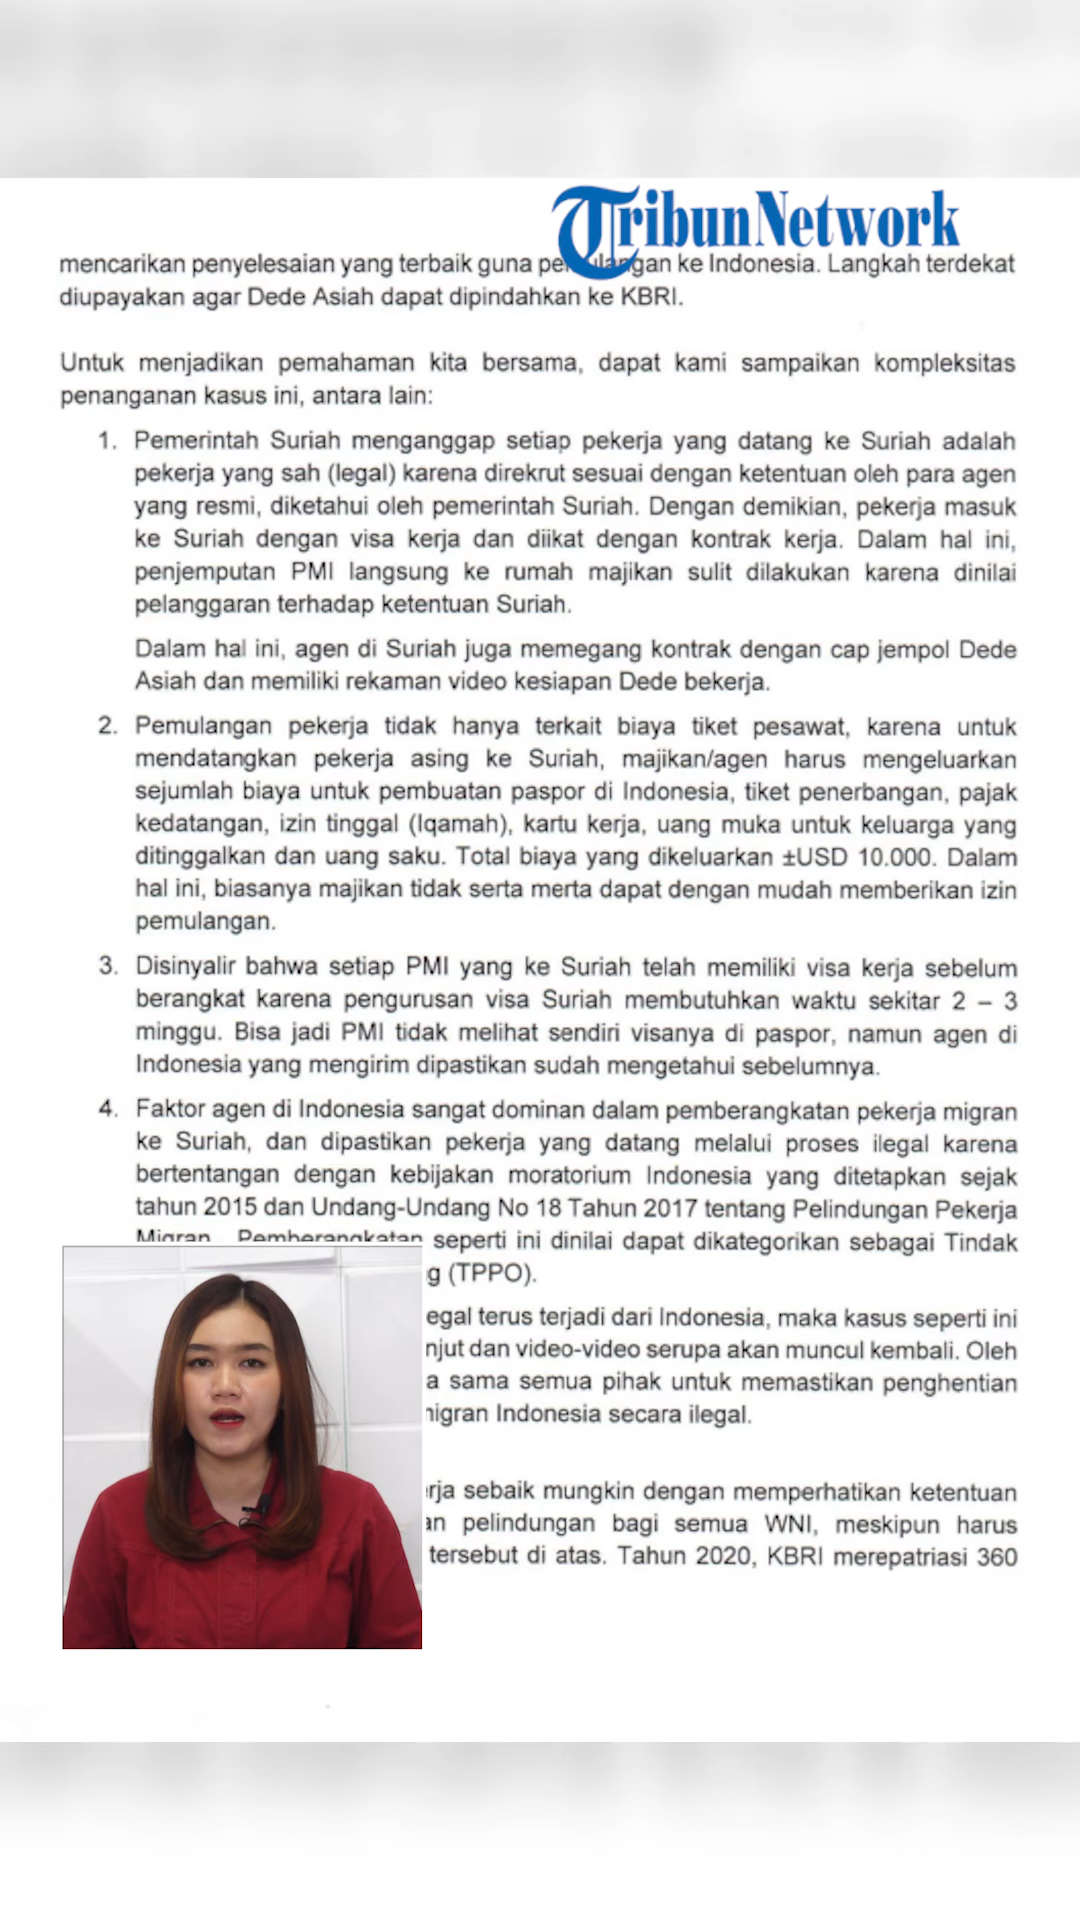 TribunNetwork
mencarikan penyelesaian yang terbaik guna pemulangan ke Indonesia. Langkah terdekat
diupayakan agar Dede Asiah dapat dipindahkan ke KBRI.
Untuk menjadikan pemahaman kita bersama, dapat kami sampaikan kompleksitas
penanganan kasus ini, antara lain:
1. Pemerintah Suriah menganggap setiap pekerja yang datang ke Suriah adalah
pekerja yang sah (legal) karena direkrut sesuai dengan ketentuan oleh para agen
yang resmi, diketahui oleh pemerintah Suriah. Dengan demikian, pekerja masuk
ke Suriah dengan visa kerja dan diikat dengan kontrak kerja. Dalam hal ini,
penjemputan PMI langsung ke rumah majikan sulit dilakukan karena dinilai
pelanggaran terhadap ketentuan Suriah.
Dalam hal ini, agen di Suriah juga memegang kontrak dengan cap jempol Dede
Asiah dan memiliki rekaman video kesiapan Dede bekerja.
2. Pemulangan pekerja tidak hanya terkait biaya tiket pesawat, karena untuk
mendatangkan pekerja asing ke Suriah, majikan/agen harus mengeluarkan
sejumlah biaya untuk pembuatan paspor di Indonesia, tiket penerbangan, pajak
kedatangan, izin tinggal (Iqamah), kartu kerja, uang muka untuk keluarga yang
ditinggalkan dan uang saku. Total biaya yang dikeluarkan ±USD 10.000. Dalam
hal ini, biasanya majikan tidak serta merta dapat dengan mudah memberikan izin
pemulangan.
3. Disinyalir bahwa setiap PMI yang ke Suriah telah memiliki visa kerja sebelum
berangkat karena pengurusan visa Suriah membutuhkan waktu sekitar 2 – 3
minggu. Bisa jadi PMI tidak melihat sendiri visanya di paspor, namun agen di
Indonesia yang mengirim dipastikan sudah mengetahui sebelumnya.
4. Faktor agen di Indonesia sangat dominan dalam pemberangkatan pekerja migran
ke Suriah, dan dipastikan pekerja yang datang melalui proses ilegal karena
bertentangan dengan kebijakan moratorium Indonesia yang ditetapkan sejak
tahun 2015 dan Undang-Undang No 18 Tahun 2017 tentang Pelindungan Pekerja
Migran. Pemberangkatan seperti ini dinilai dapat dikategorikan sebagai Tindak
g (TPPO).
egal terus terjadi dari Indonesia, maka kasus seperti ini
njut dan video-video serupa akan muncul kembali. Oleh
a sama semua pihak untuk memastikan penghentian
migran Indonesia secara ilegal.
rja sebaik mungkin dengan memperhatikan ketentuan
an pelindungan bagi semua WNI, meskipun harus
tersebut di atas. Tahun 2020, KBRI merepatriasi 360